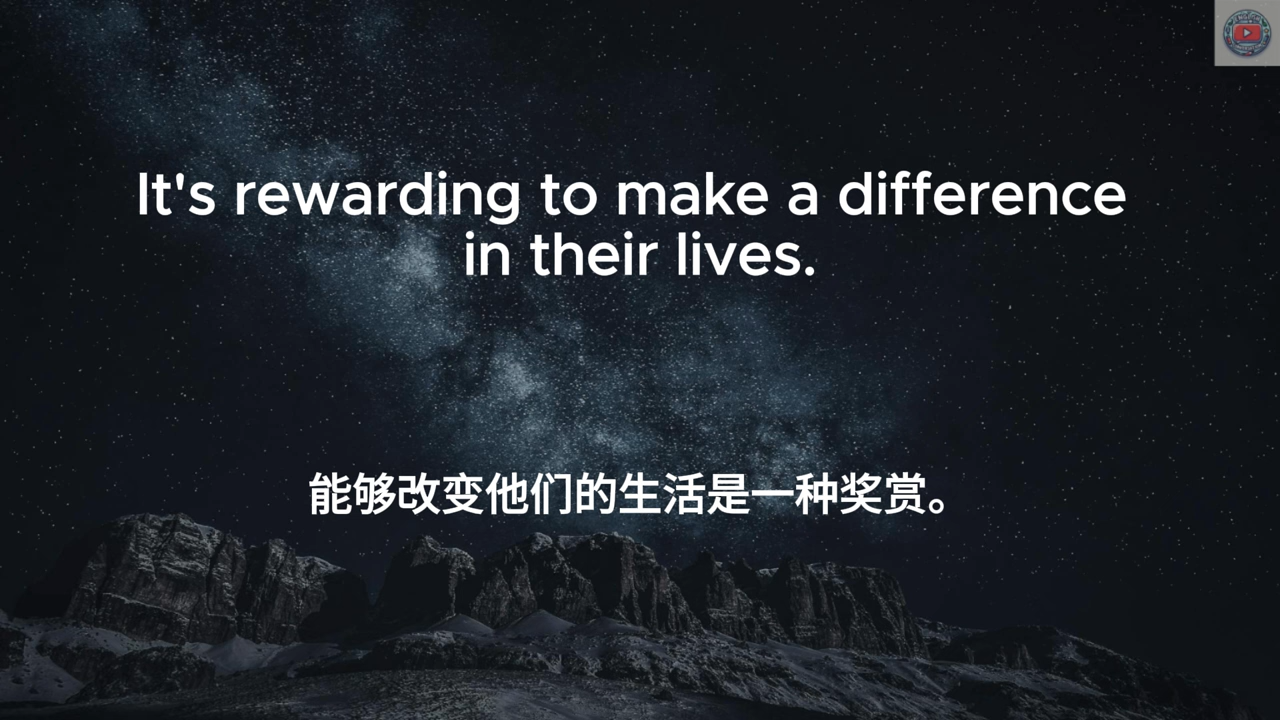 It's rewarding to make a difference
in their lives.
能够改变他们的生活是一种奖赏。